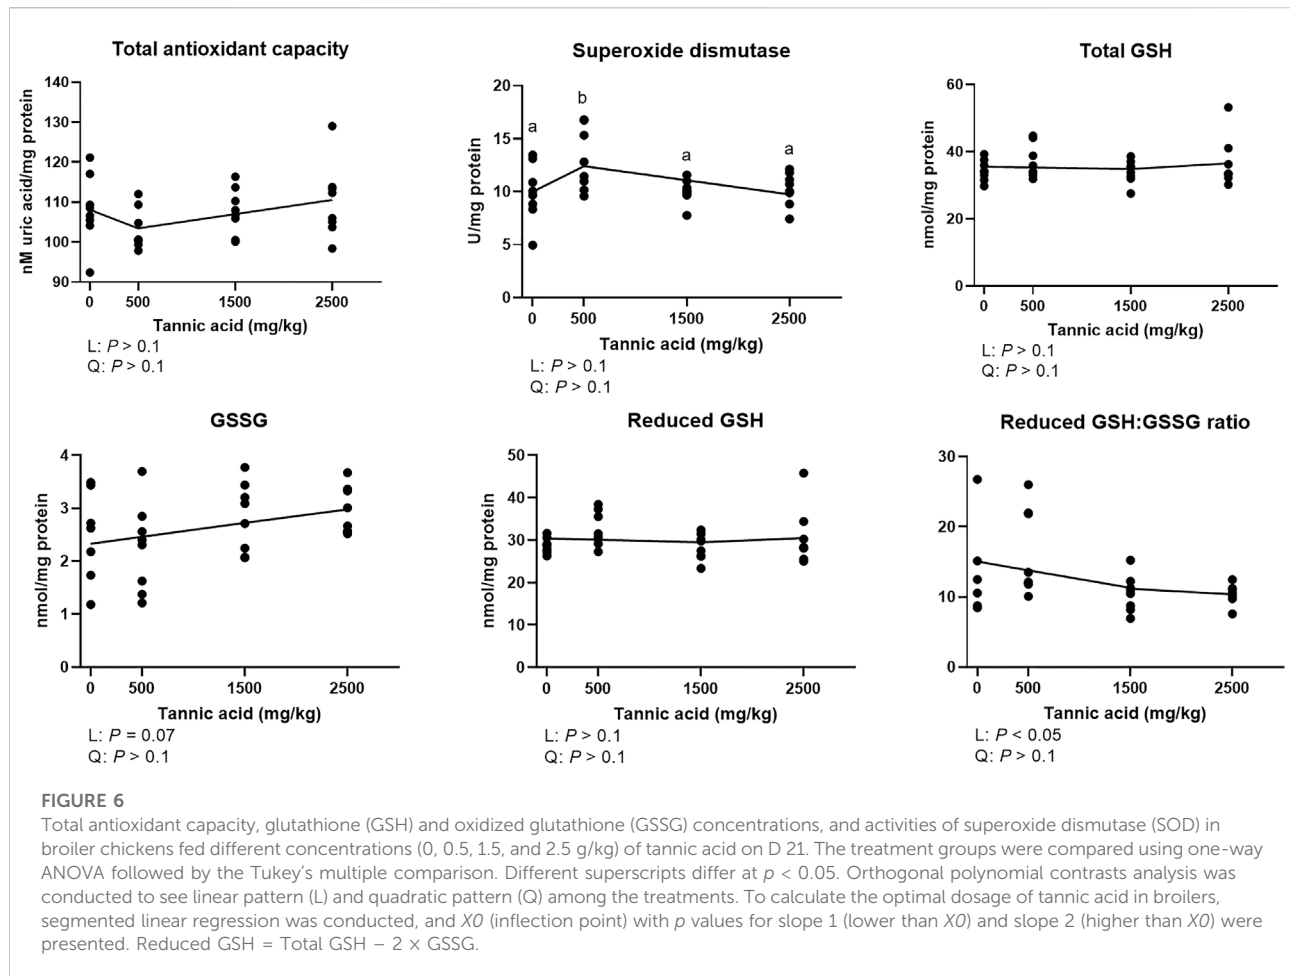 Total antioxidant capacity
nM uric acid/mg protein
140
130
120
110
100
90
0 500 1500 2500
Tannic acid (mg/kg)
L: P > 0.1
Q: P > 0.1
Superoxide dismutase
U/mg protein
20
15
10
5
0
a b a a
0 500 1500 2500
Tannic acid (mg/kg)
L: P > 0.1
Q: P > 0.1
Total GSH
nmol/mg protein
60
40
20
0
0 500 1500 2500
Tannic acid (mg/kg)
L: P > 0.1
Q: P > 0.1
GSSG
nmol/mg protein
4
3
2
1
0
0 500 1500 2500
Tannic acid (mg/kg)
L: P = 0.07
Q: P > 0.1
Reduced GSH
nmol/mg protein
50
40
30
20
10
0
0 500 1500 2500
Tannic acid (mg/kg)
L: P > 0.1
Q: P > 0.1
Reduced GSH:GSSG ratio
30
20
10
0
0 500 1500 2500
Tannic acid (mg/kg)
L: P < 0.05
Q: P > 0.1
FIGURE 6
Total antioxidant capacity, glutathione (GSH) and oxidized glutathione (GSSG) concentrations, and activities of superoxide dismutase (SOD) in
broiler chickens fed different concentrations (0, 0.5, 1.5, and 2.5 g/kg) of tannic acid on D 21. The treatment groups were compared using one-way
ANOVA followed by the Tukey's multiple comparison. Different superscripts differ at p < 0.05. Orthogonal polynomial contrasts analysis was
conducted to see linear pattern (L) and quadratic pattern (Q) among the treatments. To calculate the optimal dosage of tannic acid in broilers,
segmented linear regression was conducted, and X0 (inflection point) with p values for slope 1 (lower than X0) and slope 2 (higher than X0) were
presented. Reduced GSH = Total GSH – 2 × GSSG.